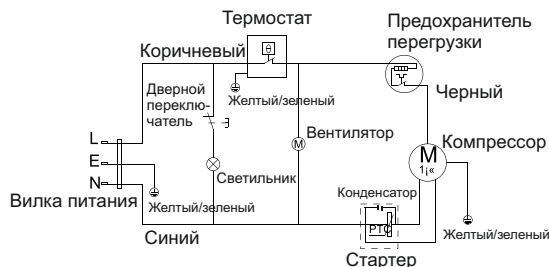 Термостат
Предохранитель
перегрузки
Коричневый
θ
Дверной
переклю-
чатель
Желтый/зеленый
Черный
L
E
N
M
Вентилятор
Компрессор
M
1¡«
Светильник
Вилка питания
Желтый/зеленый
Конденсатор
PTC
Синий
Желтый/зеленый
Стартер